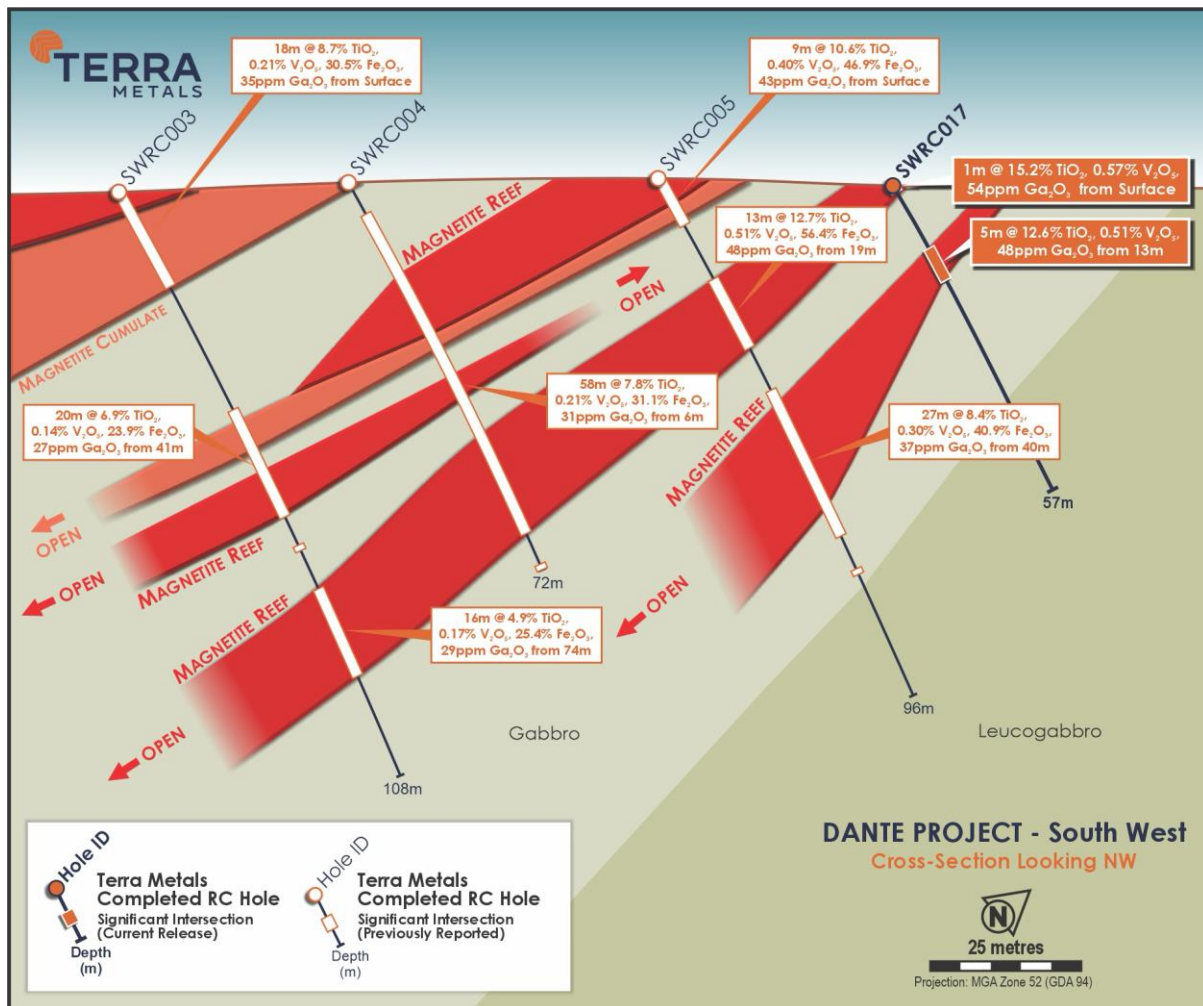 TERRA
METALS
18m @ 8.7% TiO₂,
0.21% V₂O₅, 30.5% Fe₂O₃,
35ppm Ga₂O₃ from Surface
9m @ 10.6% TiO₂,
0.40% V₂O₅, 46.9% Fe₂O₃,
43ppm Ga₂O₃ from Surface
SWRC003
SWRC004
SWRC005
SWRC017
1m @ 15.2% TiO₂, 0.57% V₂O₅,
54ppm Ga₂O₃ from Surface
MAGNETITE REEF
13m @ 12.7% TiO₂,
0.51% V₂O₅, 56.4% Fe₂O₃,
48ppm Ga₂O₃ from 19m
5m @ 12.6% TiO₂, 0.51% V₂O₅,
48ppm Ga₂O₃ from 13m
OPEN
MAGNETITE CUMULATE
20m @ 6.9% TiO₂,
0.14% V₂O₅, 23.9% Fe₂O₃,
27ppm Ga₂O₃ from 41m
58m @ 7.8% TiO₂,
0.21% V₂O₅, 31.1% Fe₂O₃,
31ppm Ga₂O₃ from 6m
MAGNETITE REEF
27m @ 8.4% TiO₂,
0.30% V₂O₅, 40.9% Fe₂O₃,
37ppm Ga₂O₃ from 40m
57m
OPEN
OPEN
MAGNETITE REEF
72m
OPEN
MAGNETITE REEF
16m @ 4.9% TiO₂,
0.17% V₂O₅, 25.4% Fe₂O₃,
29ppm Ga₂O₃ from 74m
96m
OPEN
Gabbro
Leucogabbro
108m
Hole ID
Terra Metals
Completed RC Hole
Significant Intersection
(Current Release)
Depth
(m)
Hole ID
Terra Metals
Completed RC Hole
Significant Intersection
(Previously Reported)
Depth
(m)
DANTE PROJECT - South West
Cross-Section Looking NW
N
25 metres
Projection: MGA Zone 52 (GDA 94)